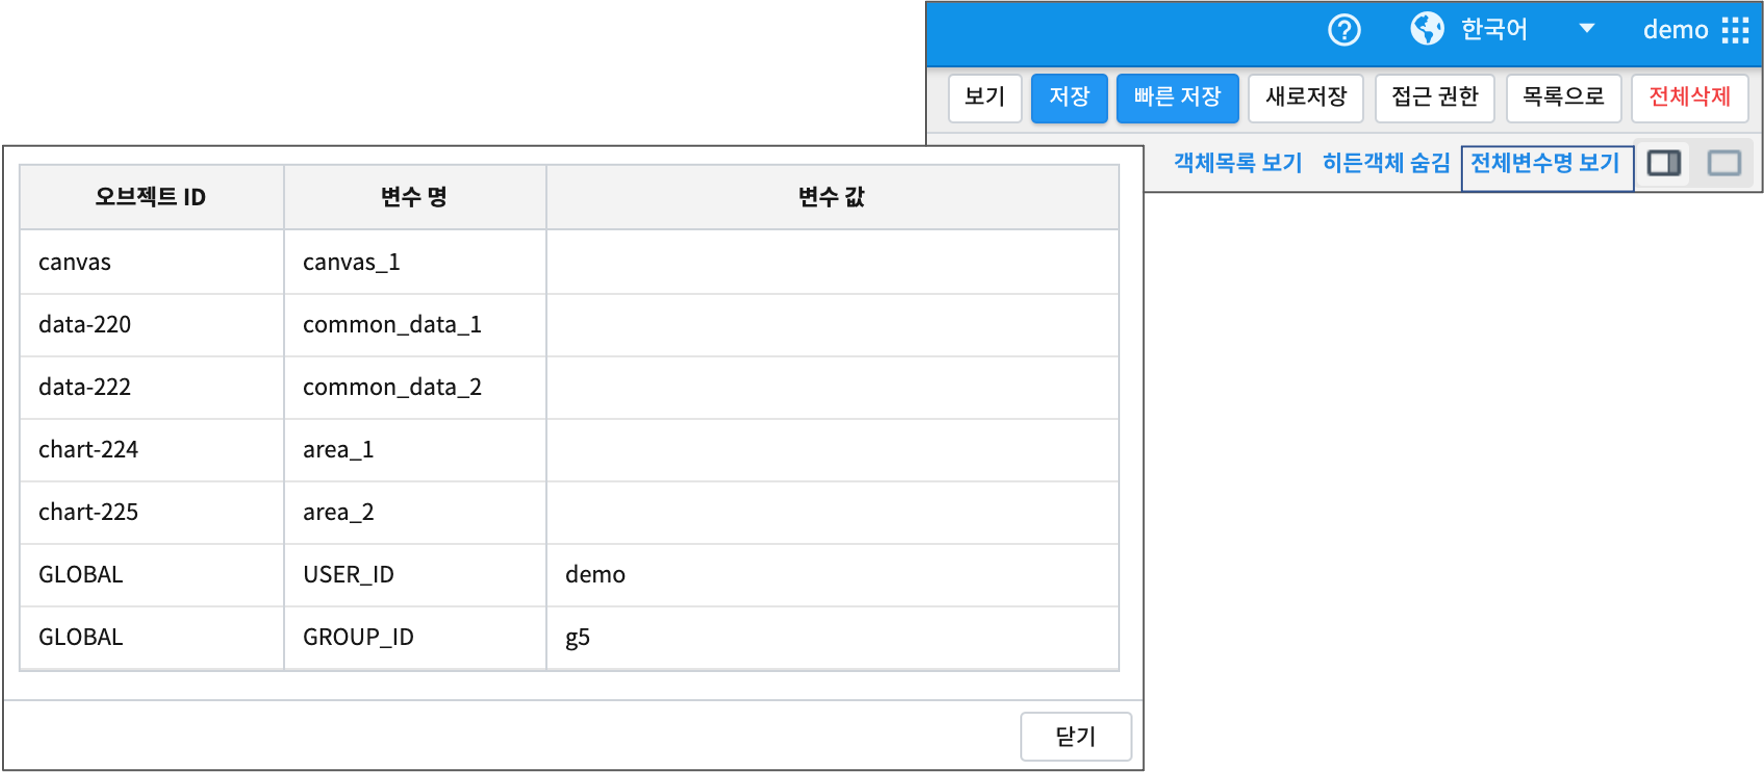 한국어 demo
보기 저장 빠른 저장 새로저장 접근 권한 목록으로 전체삭제
객체목록 보기 히든객체 숨김 전체변수명 보기
오브젝트 ID 변수 명 변수 값
canvas canvas_1
data-220 common_data_1
data-222 common_data_2
chart-224 area_1
chart-225 area_2
GLOBAL USER_ID demo
GLOBAL GROUP_ID g5
닫기